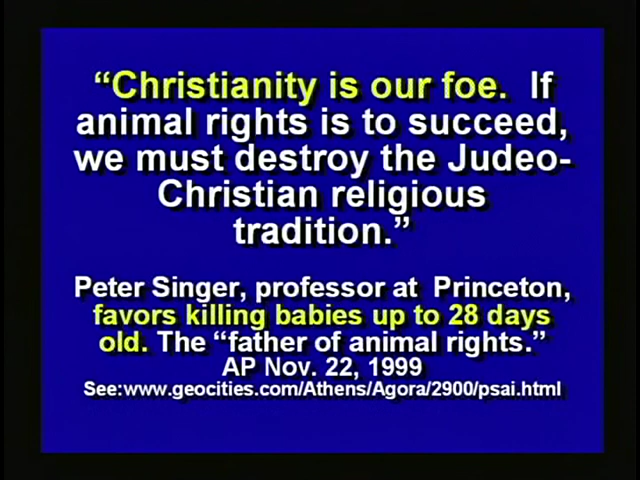 “Christianity is our foe. If
animal rights is to succeed,
we must destroy the Judeo-
Christian religious
tradition.”
Peter Singer, professor at Princeton,
favors killing babies up to 28 days
old. The “father of animal rights.”
AP Nov. 22, 1999
See:www.geocities.com/Athens/Agora/2900/psai.html